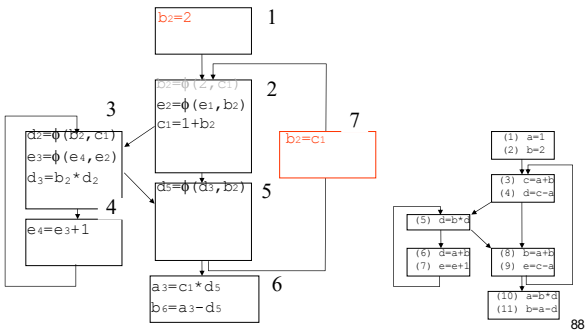 1
b2=2
b2=ϕ(2,c1)
2
e2=ϕ(e1,b2)
c1=1+b2
3
d2=ϕ(b2,c1)
e3=ϕ(e4,e2)
d3=b2*d2
7
b2=c1
4
e4=e3+1
d5=ϕ(d3,b2)
5
a3=c1*d5
b6=a3-d5
6
(1) a=1
(2) b=2
(3) c=a+b
(4) d=c-a
(5) d=b*d
(6) d=a+b
(7) e=e+1
(8) b=a+b
(9) e=c-a
(10) a=b*d
(11) b=a-d
88